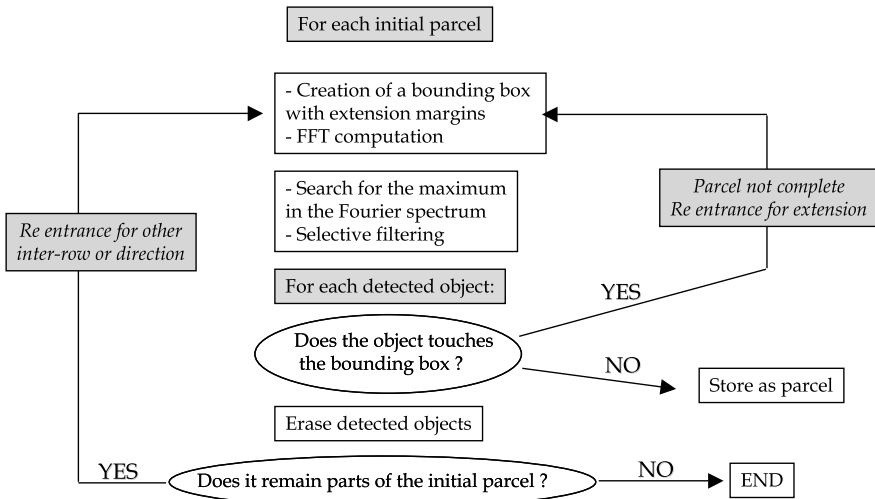 For each initial parcel
- Creation of a bounding box
with extension margins
- FFT computation
- Search for the maximum
in the Fourier spectrum
- Selective filtering
Parcel not complete
Re entrance for extension
Re entrance for other
inter-row or direction
For each detected object:
YES
Does the object touches
the bounding box ?
NO
Store as parcel
Erase detected objects
YES
Does it remain parts of the initial parcel ?
NO
END